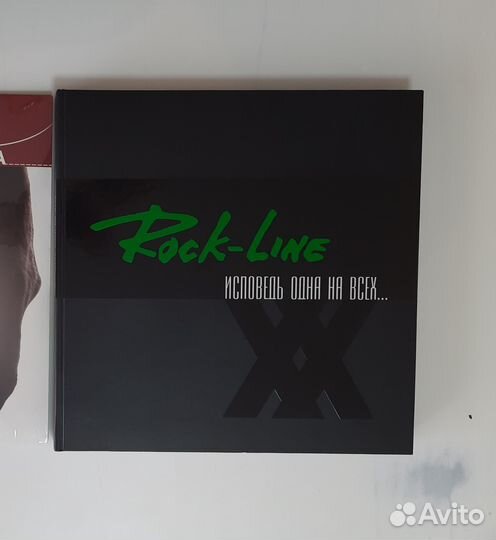 А
Rock-Line
ИСПОВЕДЬ ОДНА НА ВСЕХ...
XX
Avito